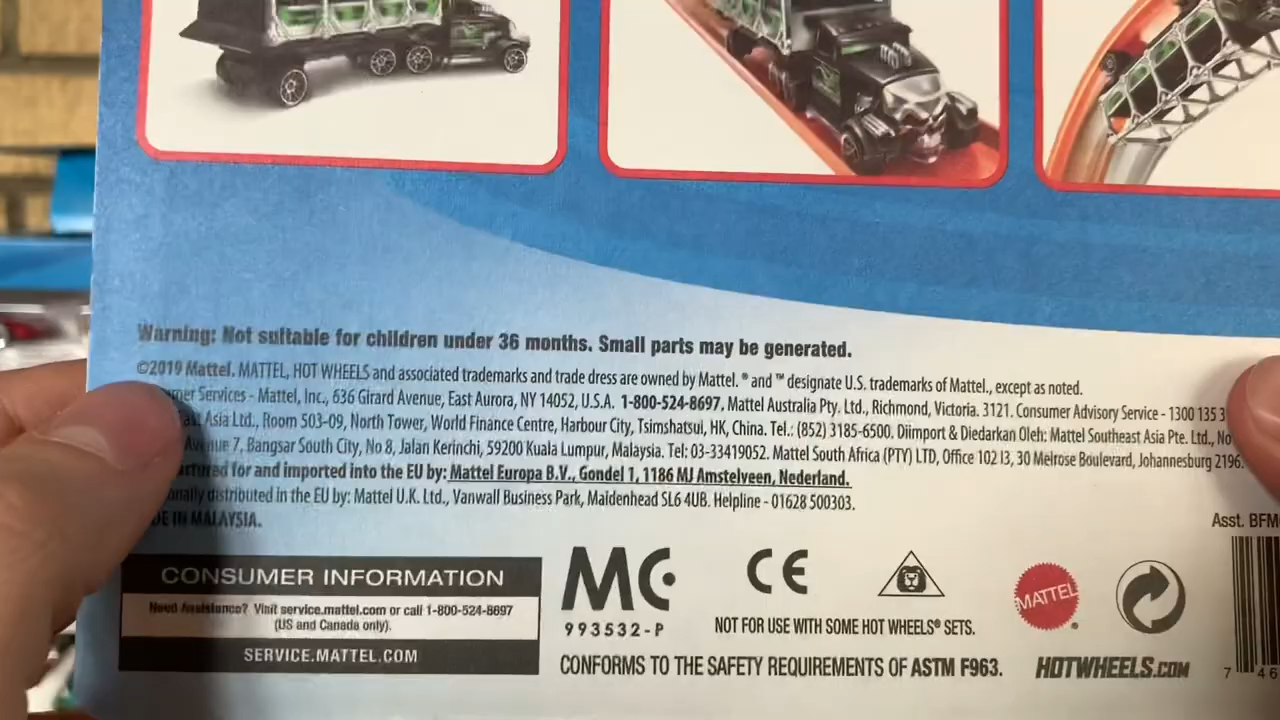 Warning: Not suitable for children under 36 months. Small parts may be generated.
©2019 Mattel. MATTEL, HOT WHEELS and associated trademarks and trade dress are owned by Mattel. ® and ™ designate U.S. trademarks of Mattel., except as noted.
mer Services - Mattel, Inc., 636 Girard Avenue, East Aurora, NY 14052, U.S.A. 1-800-524-8697. Mattel Australia Pty. Ltd., Richmond, Victoria. 3121. Consumer Advisory Service - 1300 135 3
Asia Ltd., Room 503-09, North Tower, World Finance Centre, Harbour City, Tsimshatsui, HK, China. Tel.: (852) 3185-6500. Diimport & Diedarkan Oleh: Mattel Southeast Asia Pte. Ltd., No
Avenue 7, Bangsar South City, No 8, Jalan Kerinchi, 59200 Kuala Lumpur, Malaysia. Tel: 03-33419052. Mattel South Africa (PTY) LTD, Office 102 I3, 30 Melrose Boulevard, Johannesburg 2196.
for and imported into the EU by: Mattel Europa B.V., Gondel 1, 1186 MJ Amstelveen, Nederland.
onally distributed in the EU by: Mattel U.K. Ltd., Vanwall Business Park, Maidenhead SL6 4UB. Helpline - 01628 500303.
DE IN MALAYSIA.
Asst. BFM
CONSUMER INFORMATION
Need Assistance? Visit service.mattel.com or call 1-800-524-8697
(US and Canada only).
SERVICE.MATTEL.COM
MC
993532-P
CE
NOT FOR USE WITH SOME HOT WHEELS® SETS.
CONFORMS TO THE SAFETY REQUIREMENTS OF ASTM F963.
MATTEL
HOTWHEELS.COM
7 46